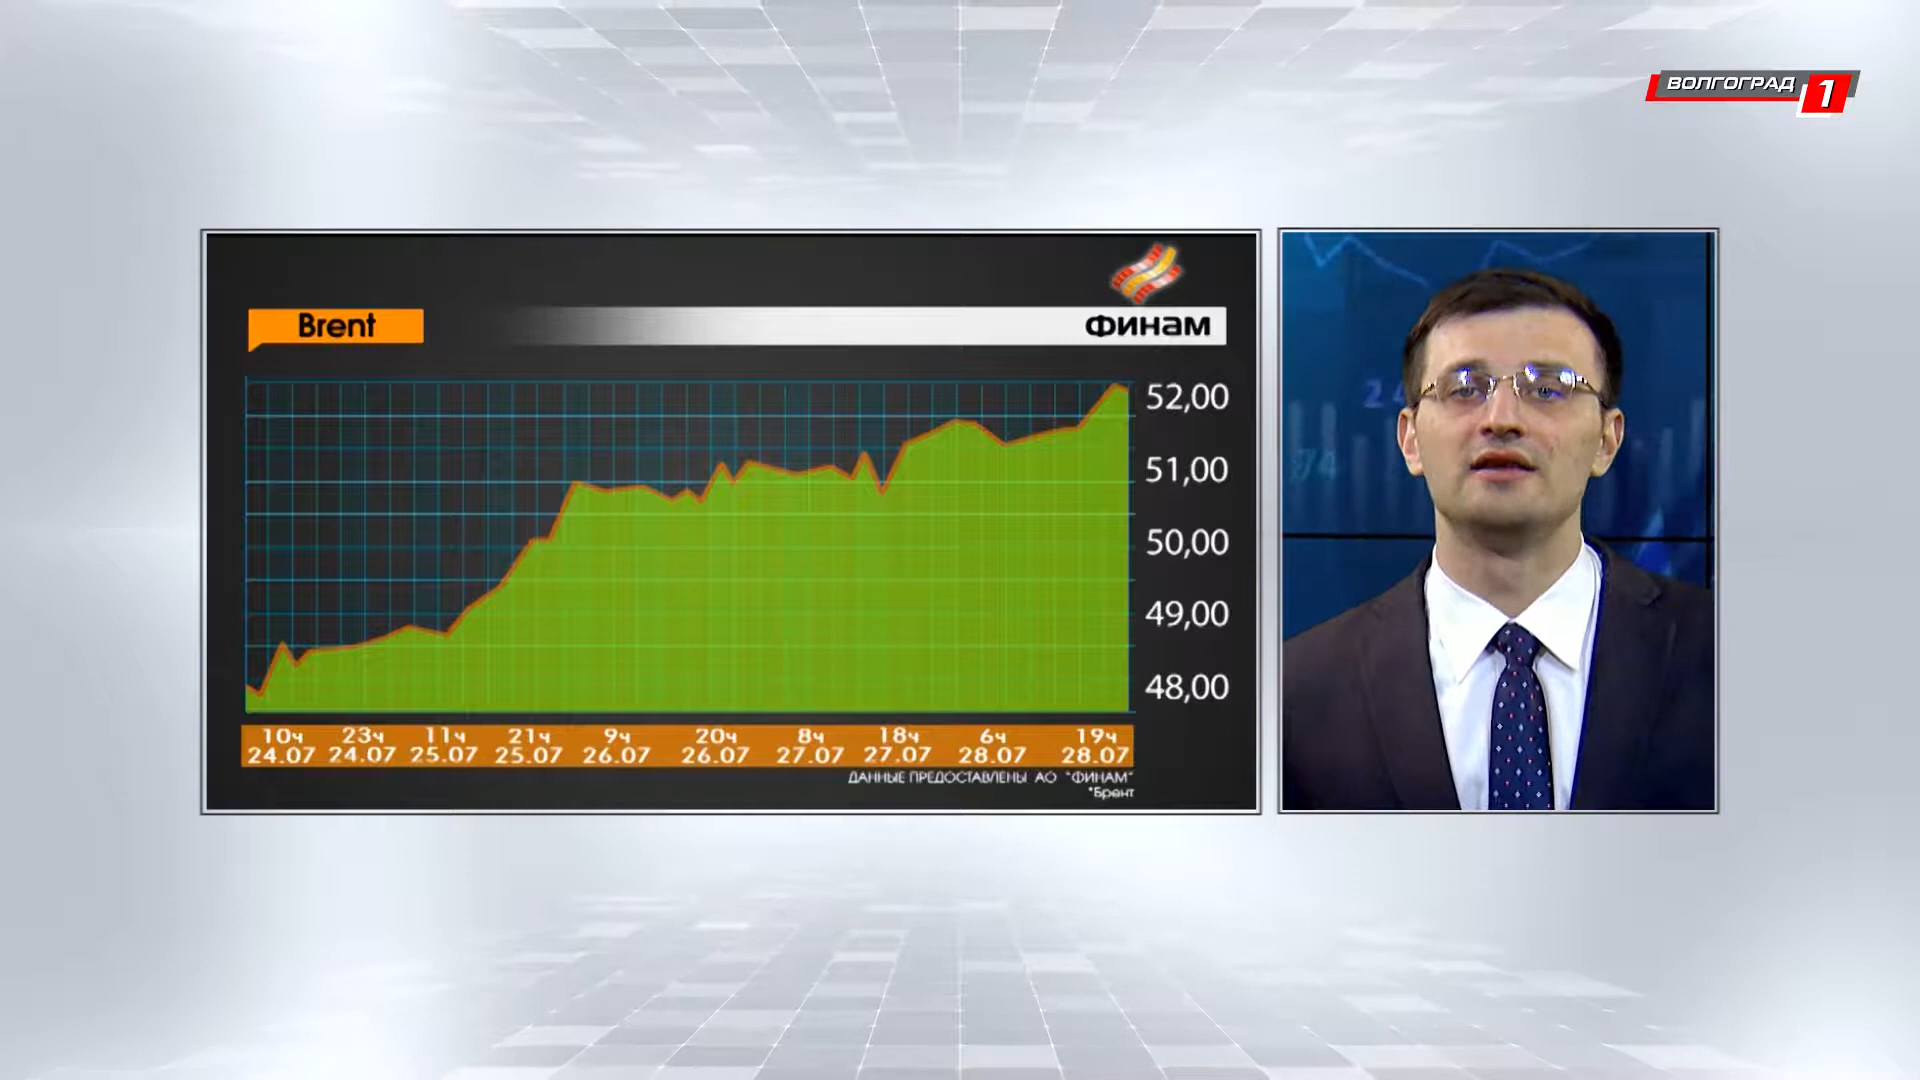 ВОЛГОГРАД 1
Brent
ФИНАМ
52,00
51,00
50,00
49,00
48,00
10ч 23ч 11ч 21ч 9ч 20ч 8ч 18ч 6ч 19ч
24.07 24.07 25.07 25.07 26.07 26.07 27.07 27.07 28.07 28.07
ДАННЫЕ ПРЕДОСТАВЛЕНЫ АО "ФИНАМ"
*Брент